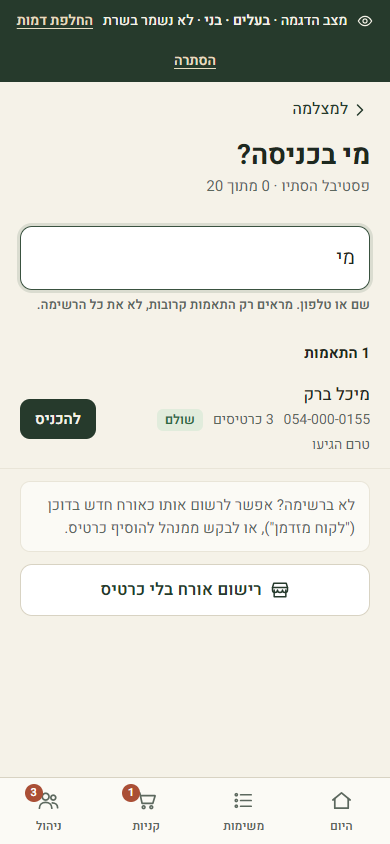 מצב הדגמה · בעלים · בני · לא נשמר בשרת החלפת דמות
הסתרה
למצלמה
מי בכניסה?
פסטיבל הסתיו · 0 מתוך 20
מי
שם או טלפון. מראים רק התאמות קרובות, לא את כל הרשימה.
1 התאמות
מיכל ברק
054-000-0155 3 כרטיסים שולם
טרם הגיעו
להכניס
לא ברשימה? אפשר לרשום אותו כאורח חדש בדוכן
("לקוח מזדמן"), או לבקש ממנהל להוסיף כרטיס.
רישום אורח בלי כרטיס
היום
משימות
1
קניות
3
ניהול